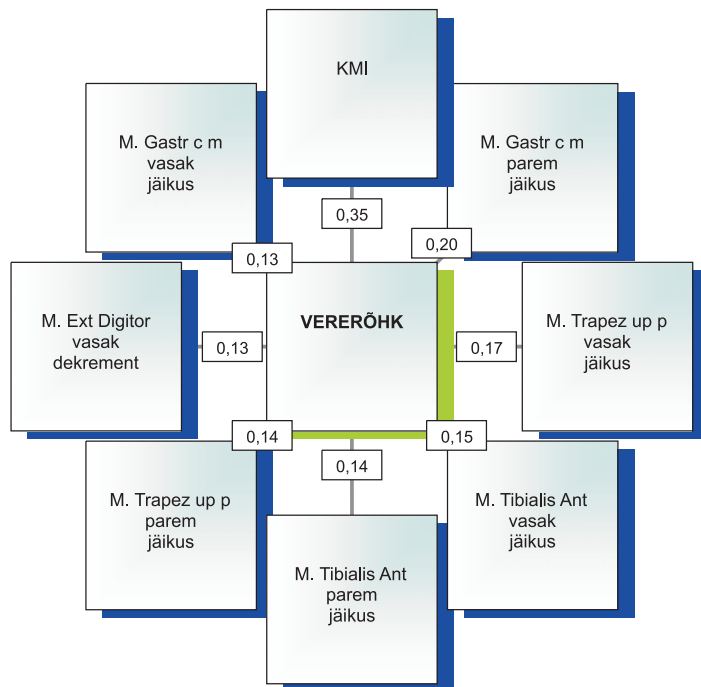 KMI
M. Gastr c m
vasak
jäikus
M. Gastr c m
parem
jäikus
0,35
0,20
0,13
M. Ext Digitor
vasak
dekrement
0,13
VERERÕHK
0,17
M. Trapez up p
vasak
jäikus
0,14
0,14
0,15
M. Trapez up p
parem
jäikus
M. Tibialis Ant
parem
jäikus
M. Tibialis Ant
vasak
jäikus